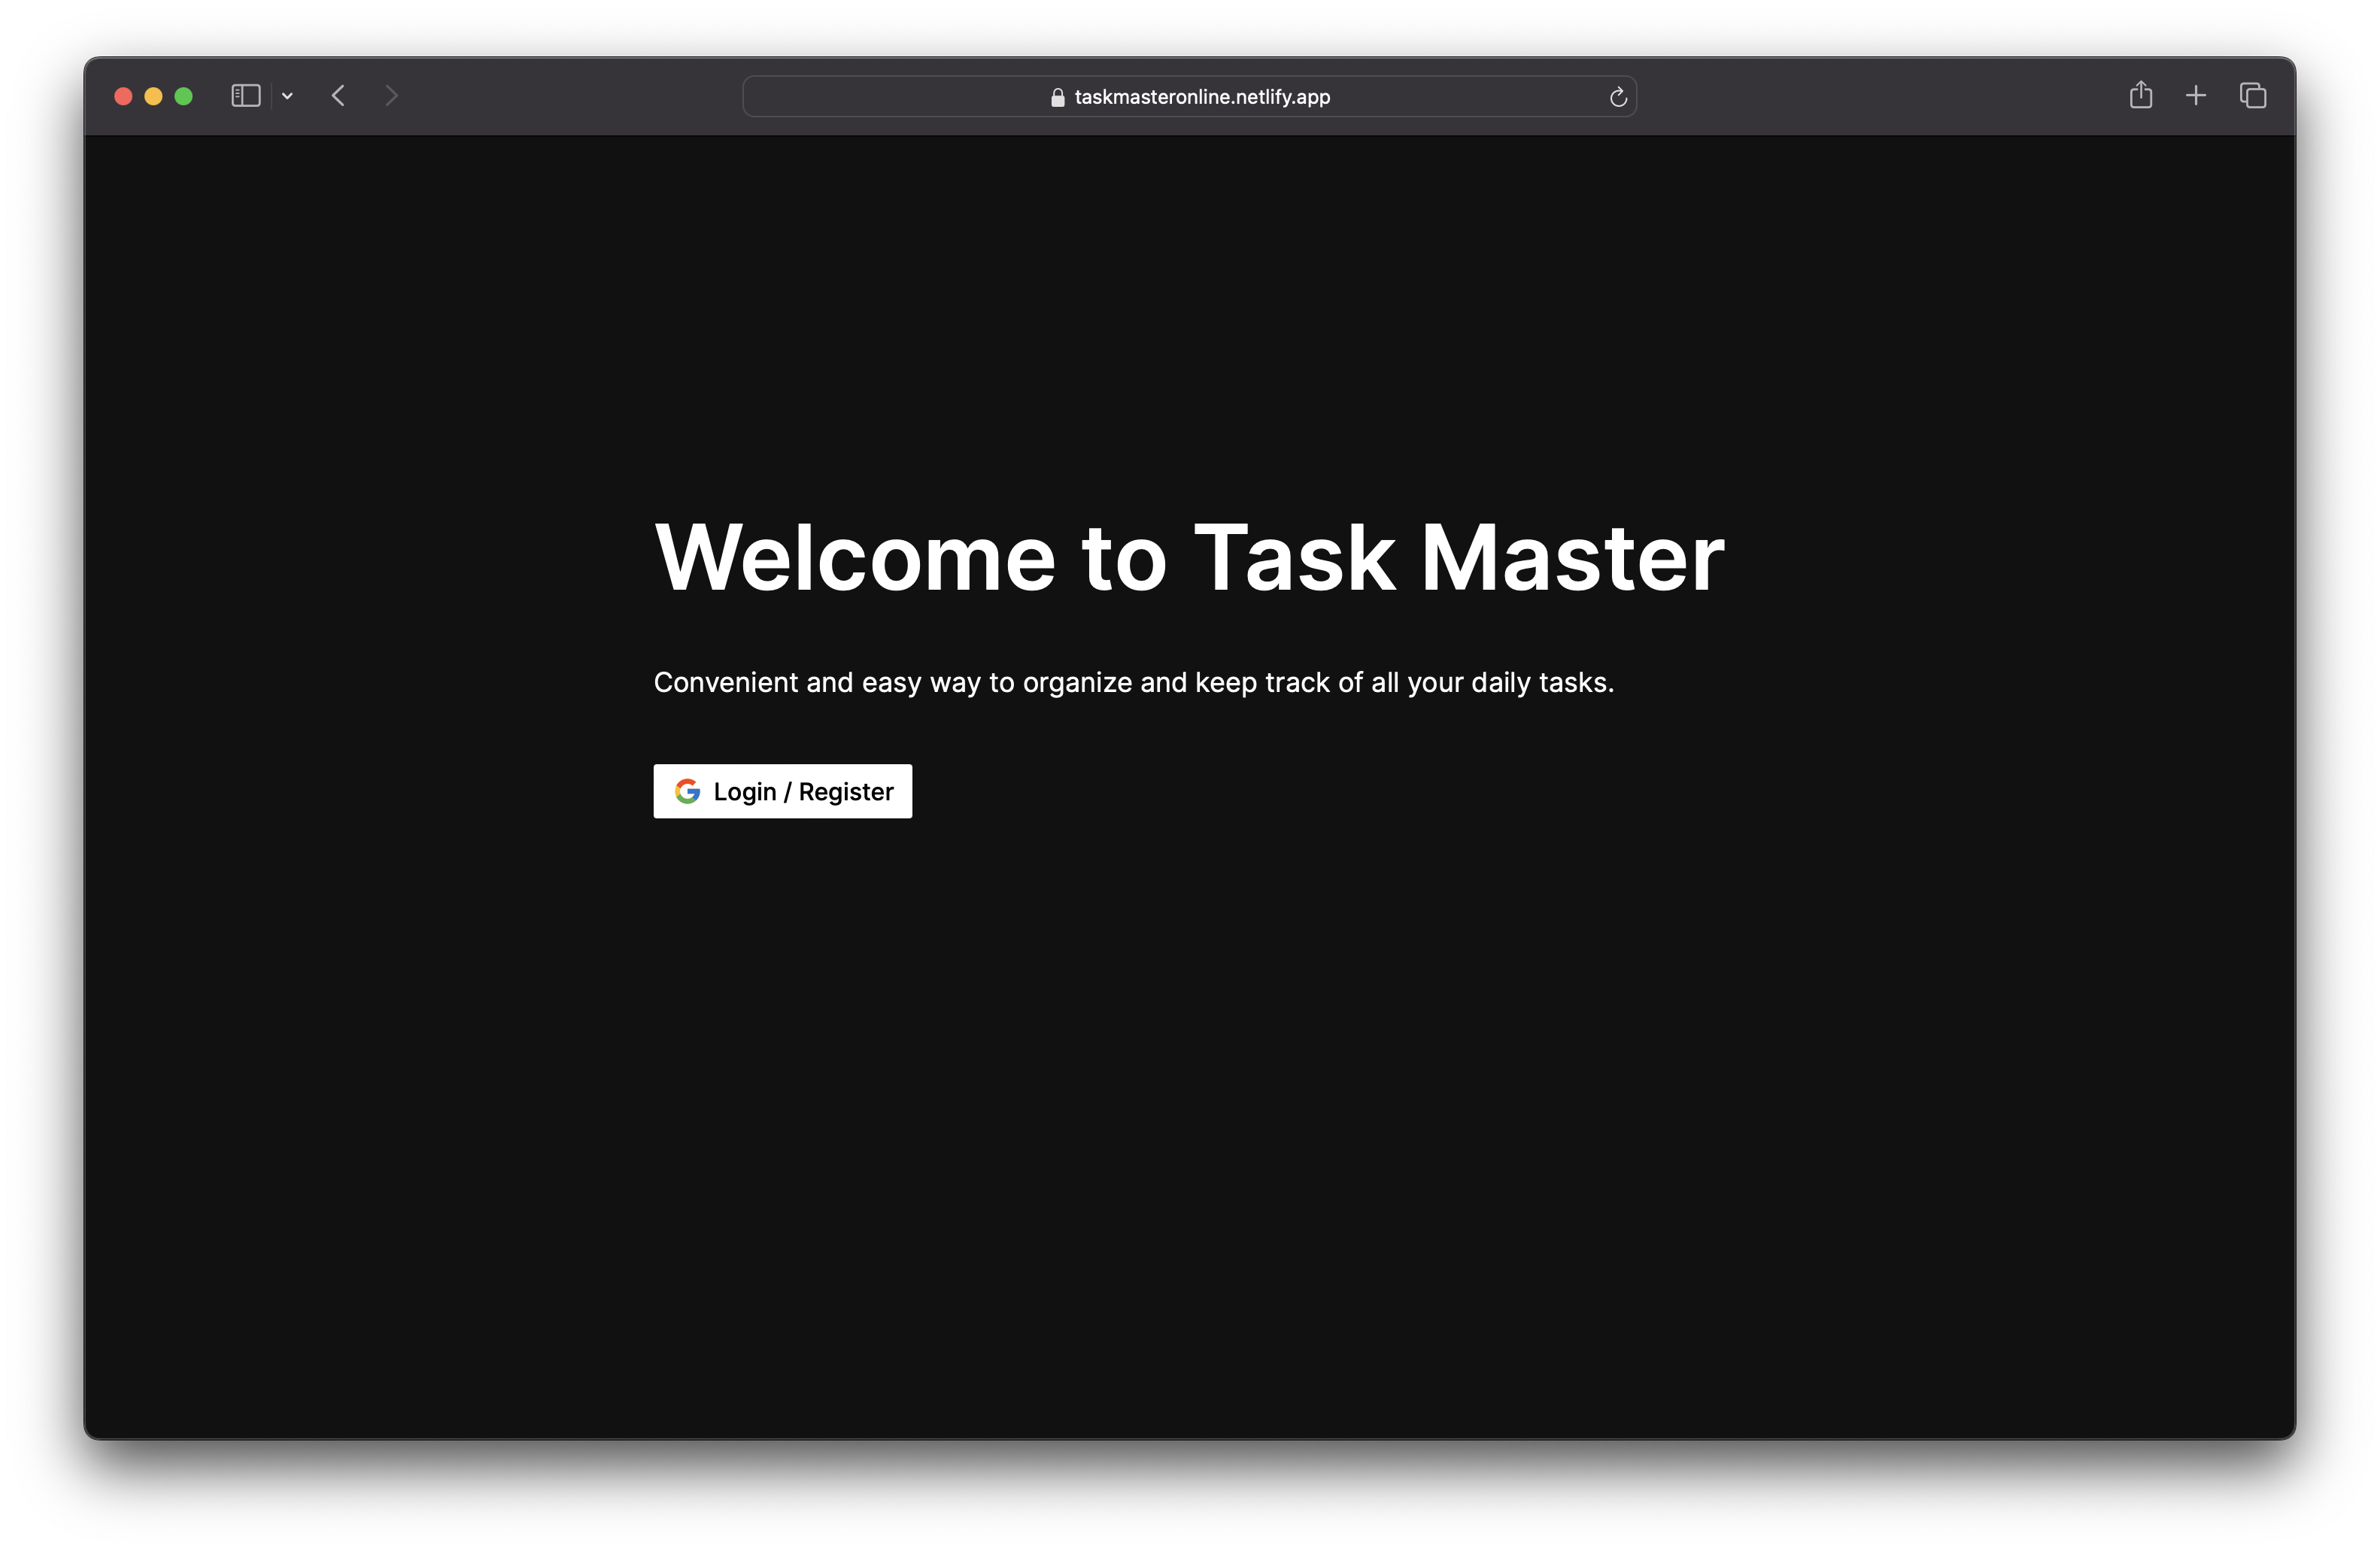 taskmasteronline.netlify.app
Welcome to Task Master
Convenient and easy way to organize and keep track of all your daily tasks.
Login / Register